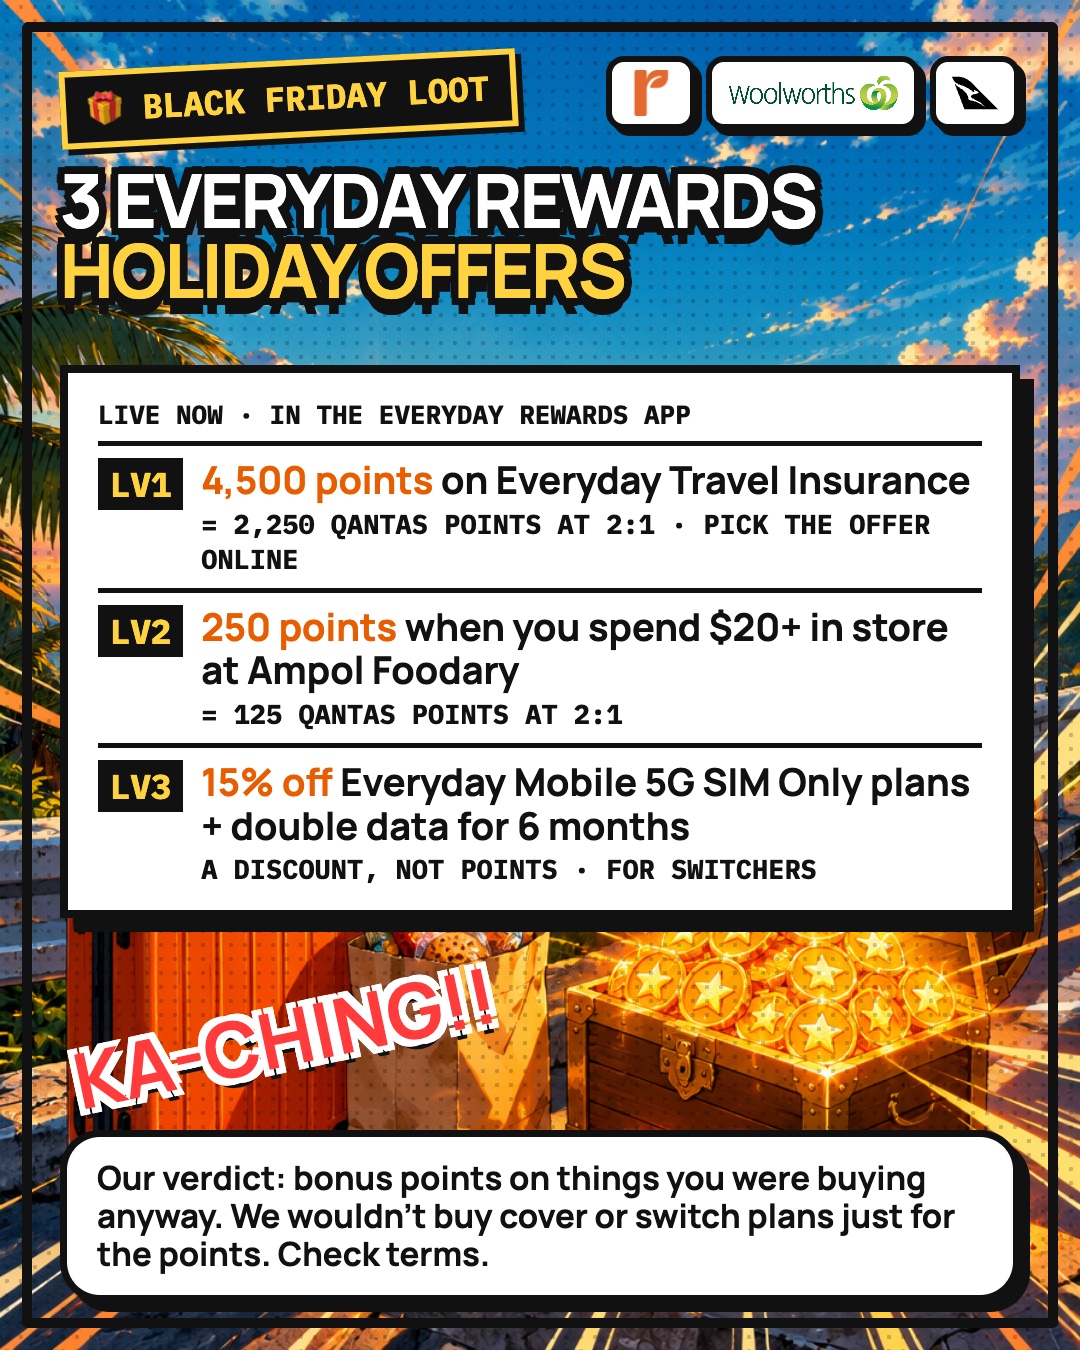 BLACK FRIDAY LOOT
r
Woolworths
3 EVERYDAY REWARDS
HOLIDAY OFFERS
LIVE NOW · IN THE EVERYDAY REWARDS APP
LV1
4,500 points on Everyday Travel Insurance
= 2,250 QANTAS POINTS AT 2:1 · PICK THE OFFER
ONLINE
LV2
250 points when you spend $20+ in store
at Ampol Foodary
= 125 QANTAS POINTS AT 2:1
LV3
15% off Everyday Mobile 5G SIM Only plans
+ double data for 6 months
A DISCOUNT, NOT POINTS · FOR SWITCHERS
KA-CHING!!
Our verdict: bonus points on things you were buying
anyway. We wouldn’t buy cover or switch plans just for
the points. Check terms.